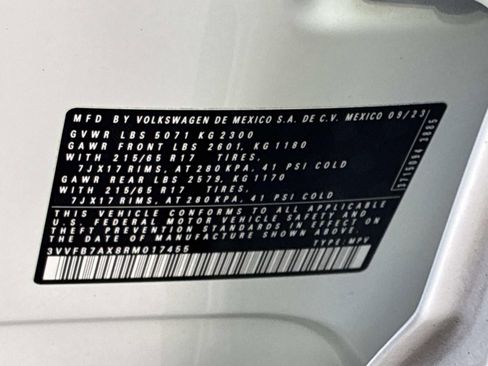 MFD BY VOLKSWAGEN DE MEXICO S.A. DE C.V. MEXICO 09/23
GVWR LBS 5071 KG 2300
GAWR FRONT LBS 2601, KG 1180
WITH 215/65 R17 TIRES,
7JX17 RIMS, AT 280 KPA, 41 PSI COLD
GAWR REAR LBS 2579, KG 1170
WITH 215/65 R17 TIRES,
7JX17 RIMS, AT 280 KPA, 41 PSI COLD
THIS VEHICLE CONFORMS TO ALL APPLICABLE
U.S. FEDERAL MOTOR VEHICLE SAFETY AND
THEFT PREVENTION STANDARDS IN EFFECT ON
THE DATE OF MANUFACTURE SHOWN ABOVE.
3VVFB7AX8RM017455
TYPE: MPV